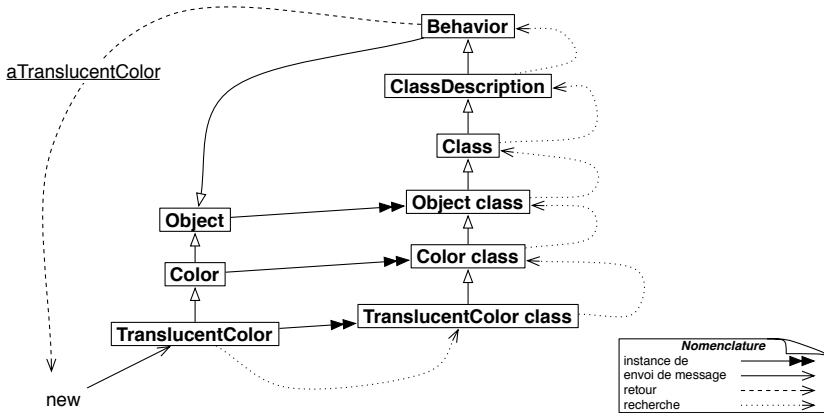 Behavior
aTranslucentColor
ClassDescription
Class
Object
Object class
Color
Color class
TranslucentColor
TranslucentColor class
new
Nomenclature
instance de
envoi de message
retour
recherche